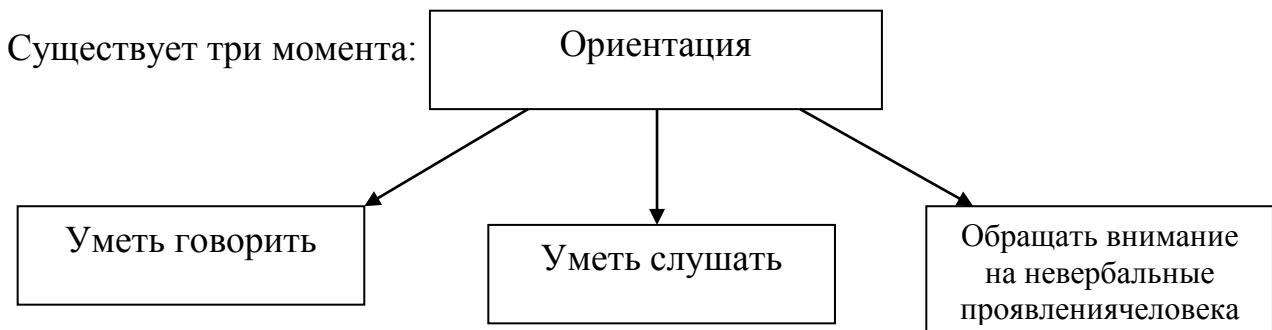 Существует три момента:
Ориентация
Уметь говорить
Уметь слушать
Обращать внимание
на невербальные
проявлениячеловека